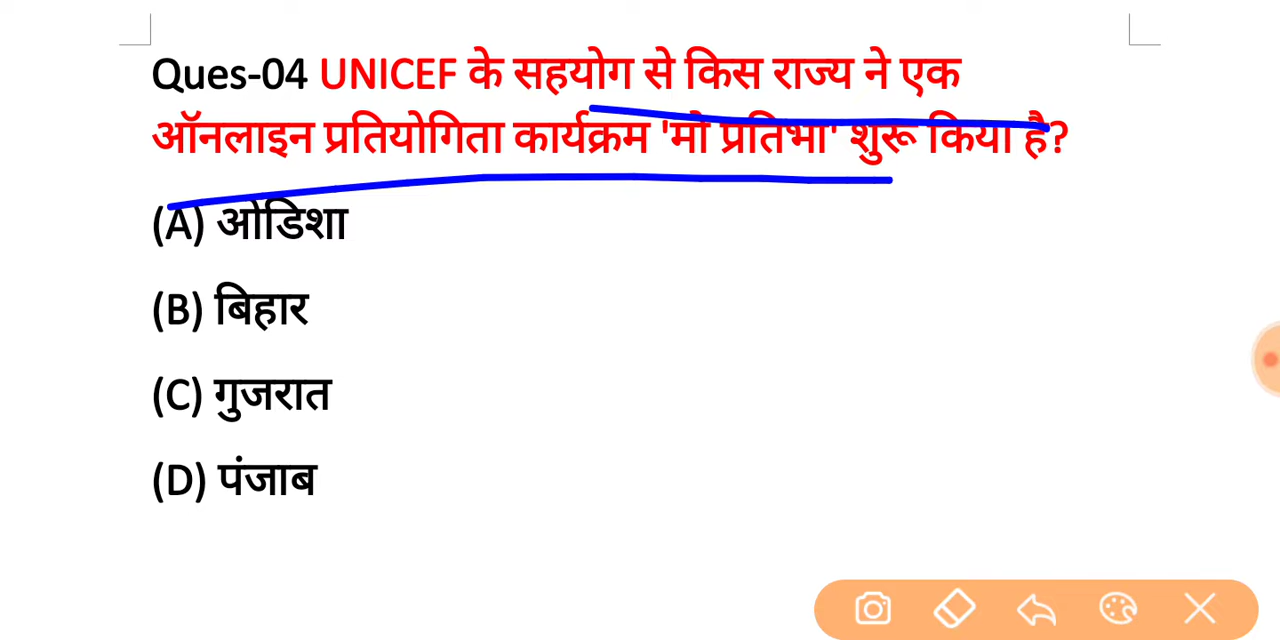 Ques-04 UNICEF के सहयोग से किस राज्य ने एक
ऑनलाइन प्रतियोगिता कार्यक्रम 'मो प्रतिभा' शुरू किया है?
(A) ओडिशा
(B) बिहार
(C) गुजरात
(D) पंजाब